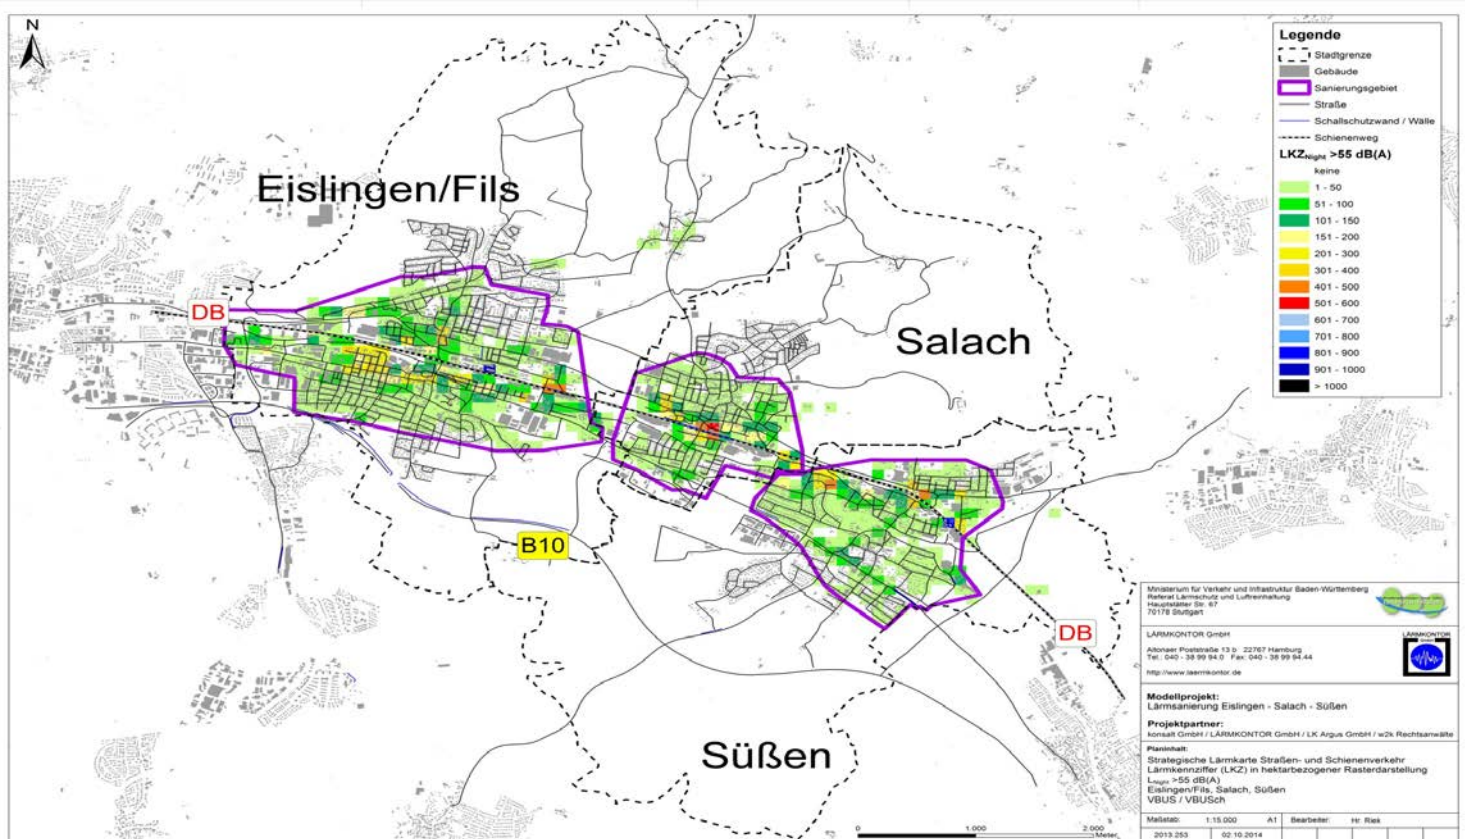 N
Eislingen/Fils
DB
Salach
B10
DB
Süßen
Legende
Stadtgrenze
Gebäude
Sanierungsgebiet
Straße
Schallschutzwand / Wälle
Schienenweg
LKZNight >55 dB(A)
keine
1 - 50
51 - 100
101 - 150
151 - 200
201 - 300
301 - 400
401 - 500
501 - 600
601 - 700
701 - 800
801 - 900
901 - 1000
> 1000
Ministerium für Verkehr und Infrastruktur Baden-Württemberg
Referat Lärmschutz und Luftreinhaltung
Hauptstätter Str. 67
70178 Stuttgart
LÄRMKONTOR GmbH
Altonaer Poststraße 13 b 22767 Hamburg
Tel.: 040 - 38 99 94.0 Fax: 040 - 38 99 94.44
http://www.laermkontor.de
LÄRMKONTOR
Modellprojekt:
Lärmsanierung Eislingen - Salach - Süßen
Projektpartner:
konsalt GmbH / LÄRMKONTOR GmbH / LK Argus GmbH / w2k Rechtsanwälte
Planinhalt:
Strategische Lärmkarte Straßen- und Schienenverkehr
Lärmkennziffer (LKZ) in hektarbezogener Rasterdarstellung
LNight >55 dB(A)
Eislingen/Fils, Salach, Süßen
VBUS / VBUSch
Maßstab: 1:15.000 A1 Bearbeiter: Hr. Riek
2013.253 02.10.2014
0 1.000 2.000
Meter